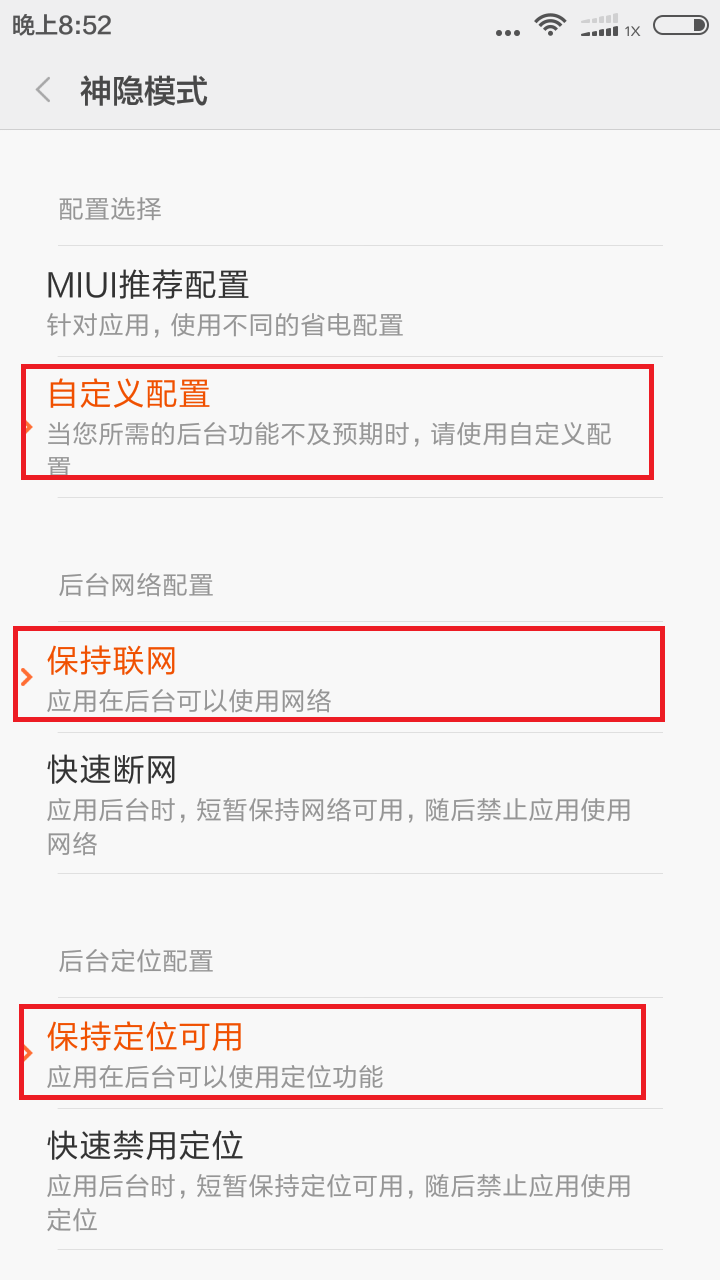 晚上8:52
1X
神隐模式
配置选择
MIUI推荐配置
针对应用，使用不同的省电配置
自定义配置
当您所需的后台功能不及预期时，请使用自定义配
置
后台网络配置
保持联网
应用在后台可以使用网络
快速断网
应用后台时，短暂保持网络可用，随后禁止应用使用
网络
后台定位配置
保持定位可用
应用在后台可以使用定位功能
快速禁用定位
应用后台时，短暂保持定位可用，随后禁止应用使用
定位